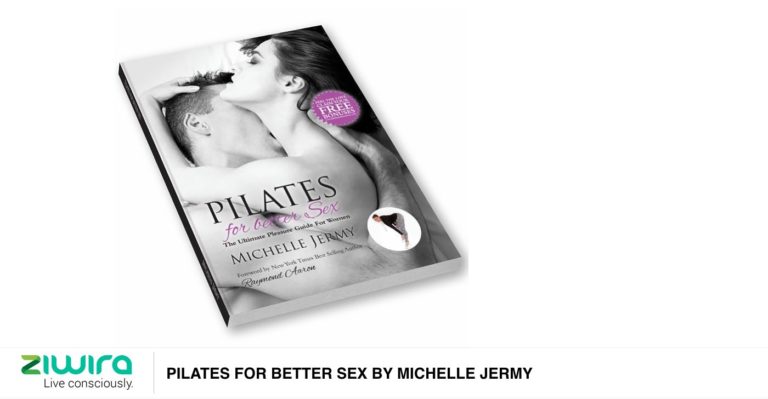 FREE
BONUSES
PILATES
for better Sex
The Ultimate Pleasure Guide For Women
MICHELLE JERMY
Foreword by New York Times Best Selling Author
Raymond Aaron
ziwira
Live consciously.
PILATES FOR BETTER SEX BY MICHELLE JERMY